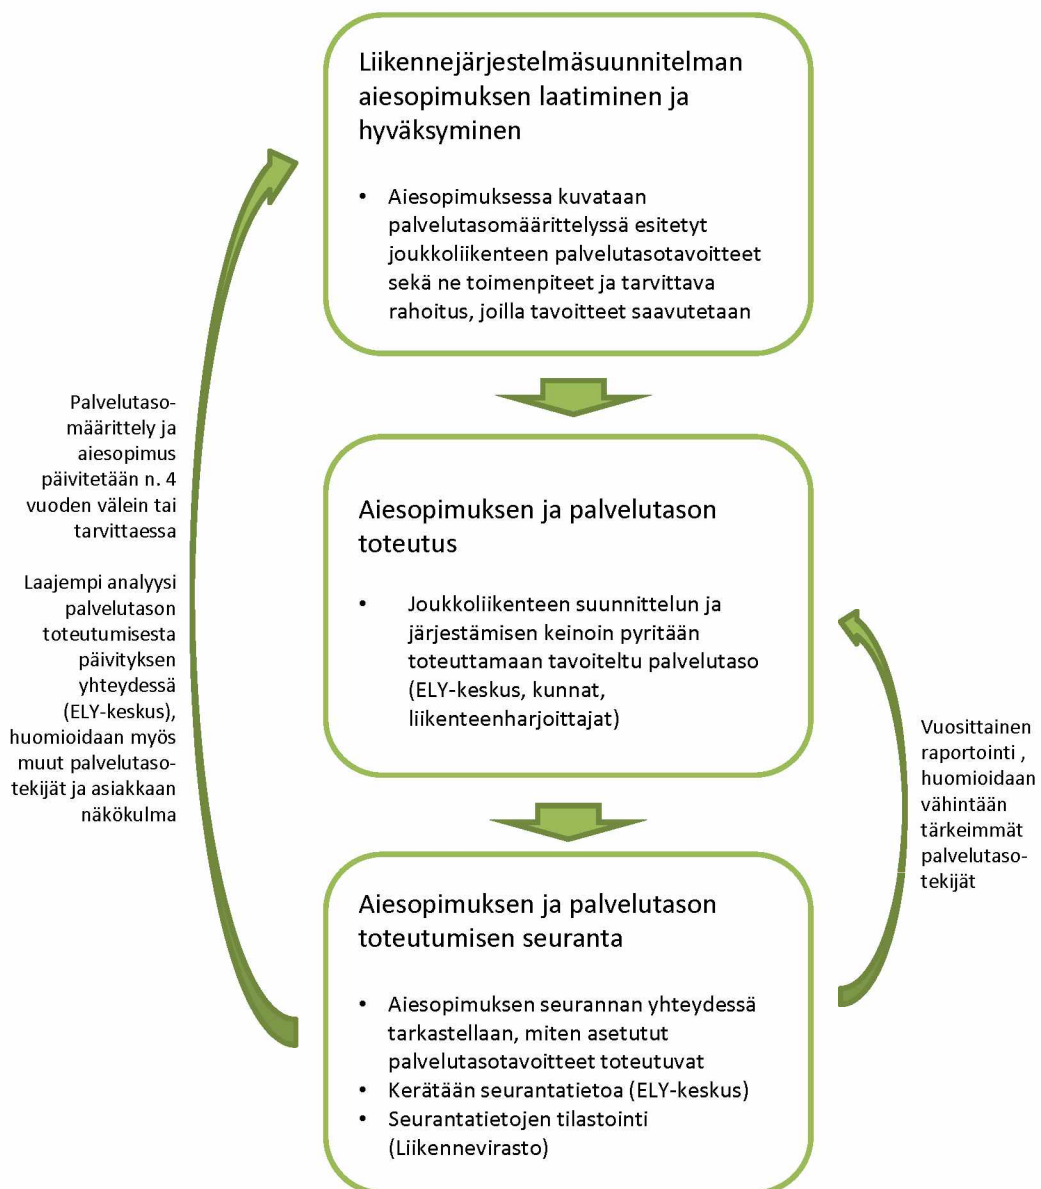 Liikennejärjestelmäsuunnitelman
aiesopimuksen laatiminen ja
hyväksyminen
• Aiesopimuksessa kuvataan
palvelutasomäärittelyssä esitetyt
joukkoliikenteen palvelutasotavoitteet
sekä ne toimenpiteet ja tarvittava
rahoitus, joilla tavoitteet saavutetaan
Palvelutaso-
määrittely ja
aiesopimus
päivitetään n. 4
vuoden välein tai
tarvittaessa
Laajempi analyysi
palvelutason
toteutumisesta
päivityksen
yhteydessä
(ELY-keskus),
huomioidaan myös
muut palvelutaso-
tekijät ja asiakkaan
näkökulma
Aiesopimuksen ja palvelutason
toteutus
• Joukkoliikenteen suunnittelun ja
järjestämisen keinoin pyritään
toteuttamaan tavoiteltu palvelutaso
(ELY-keskus, kunnat,
liikenteenharjoittajat)
Vuosittainen
raportointi ,
huomioidaan
vähintään
tärkeimmät
palvelutaso-
tekijät
Aiesopimuksen ja palvelutason
toteutumisen seuranta
• Aiesopimuksen seurannan yhteydessä
tarkastellaan, miten asetutut
palvelutasotavoitteet toteutuvat
• Kerätään seurantatietoa (ELY-keskus)
• Seurantatietojen tilastointi
(Liikennevirasto)